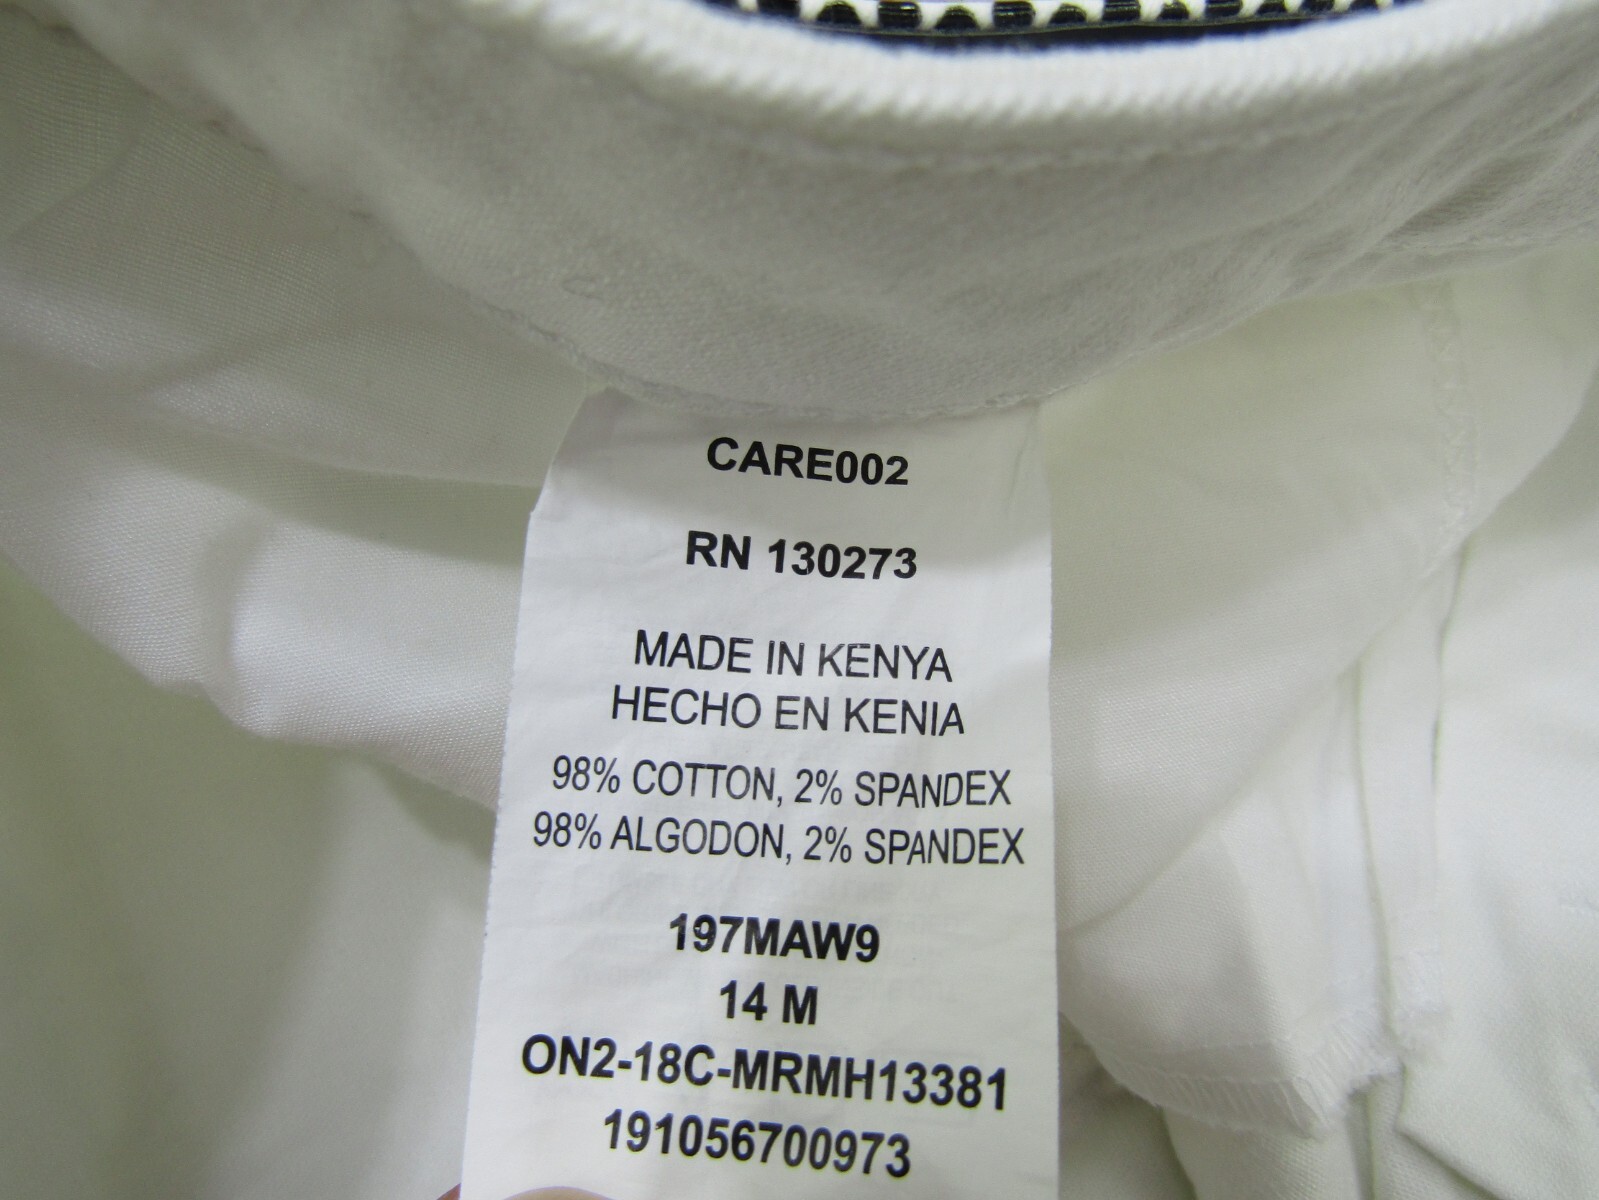 CARE002
RN 130273
MADE IN KENYA
HECHO EN KENIA
98% COTTON, 2% SPANDEX
98% ALGODON, 2% SPANDEX
197MAW9
14 M
ON2-18C-MRMH13381
191056700973